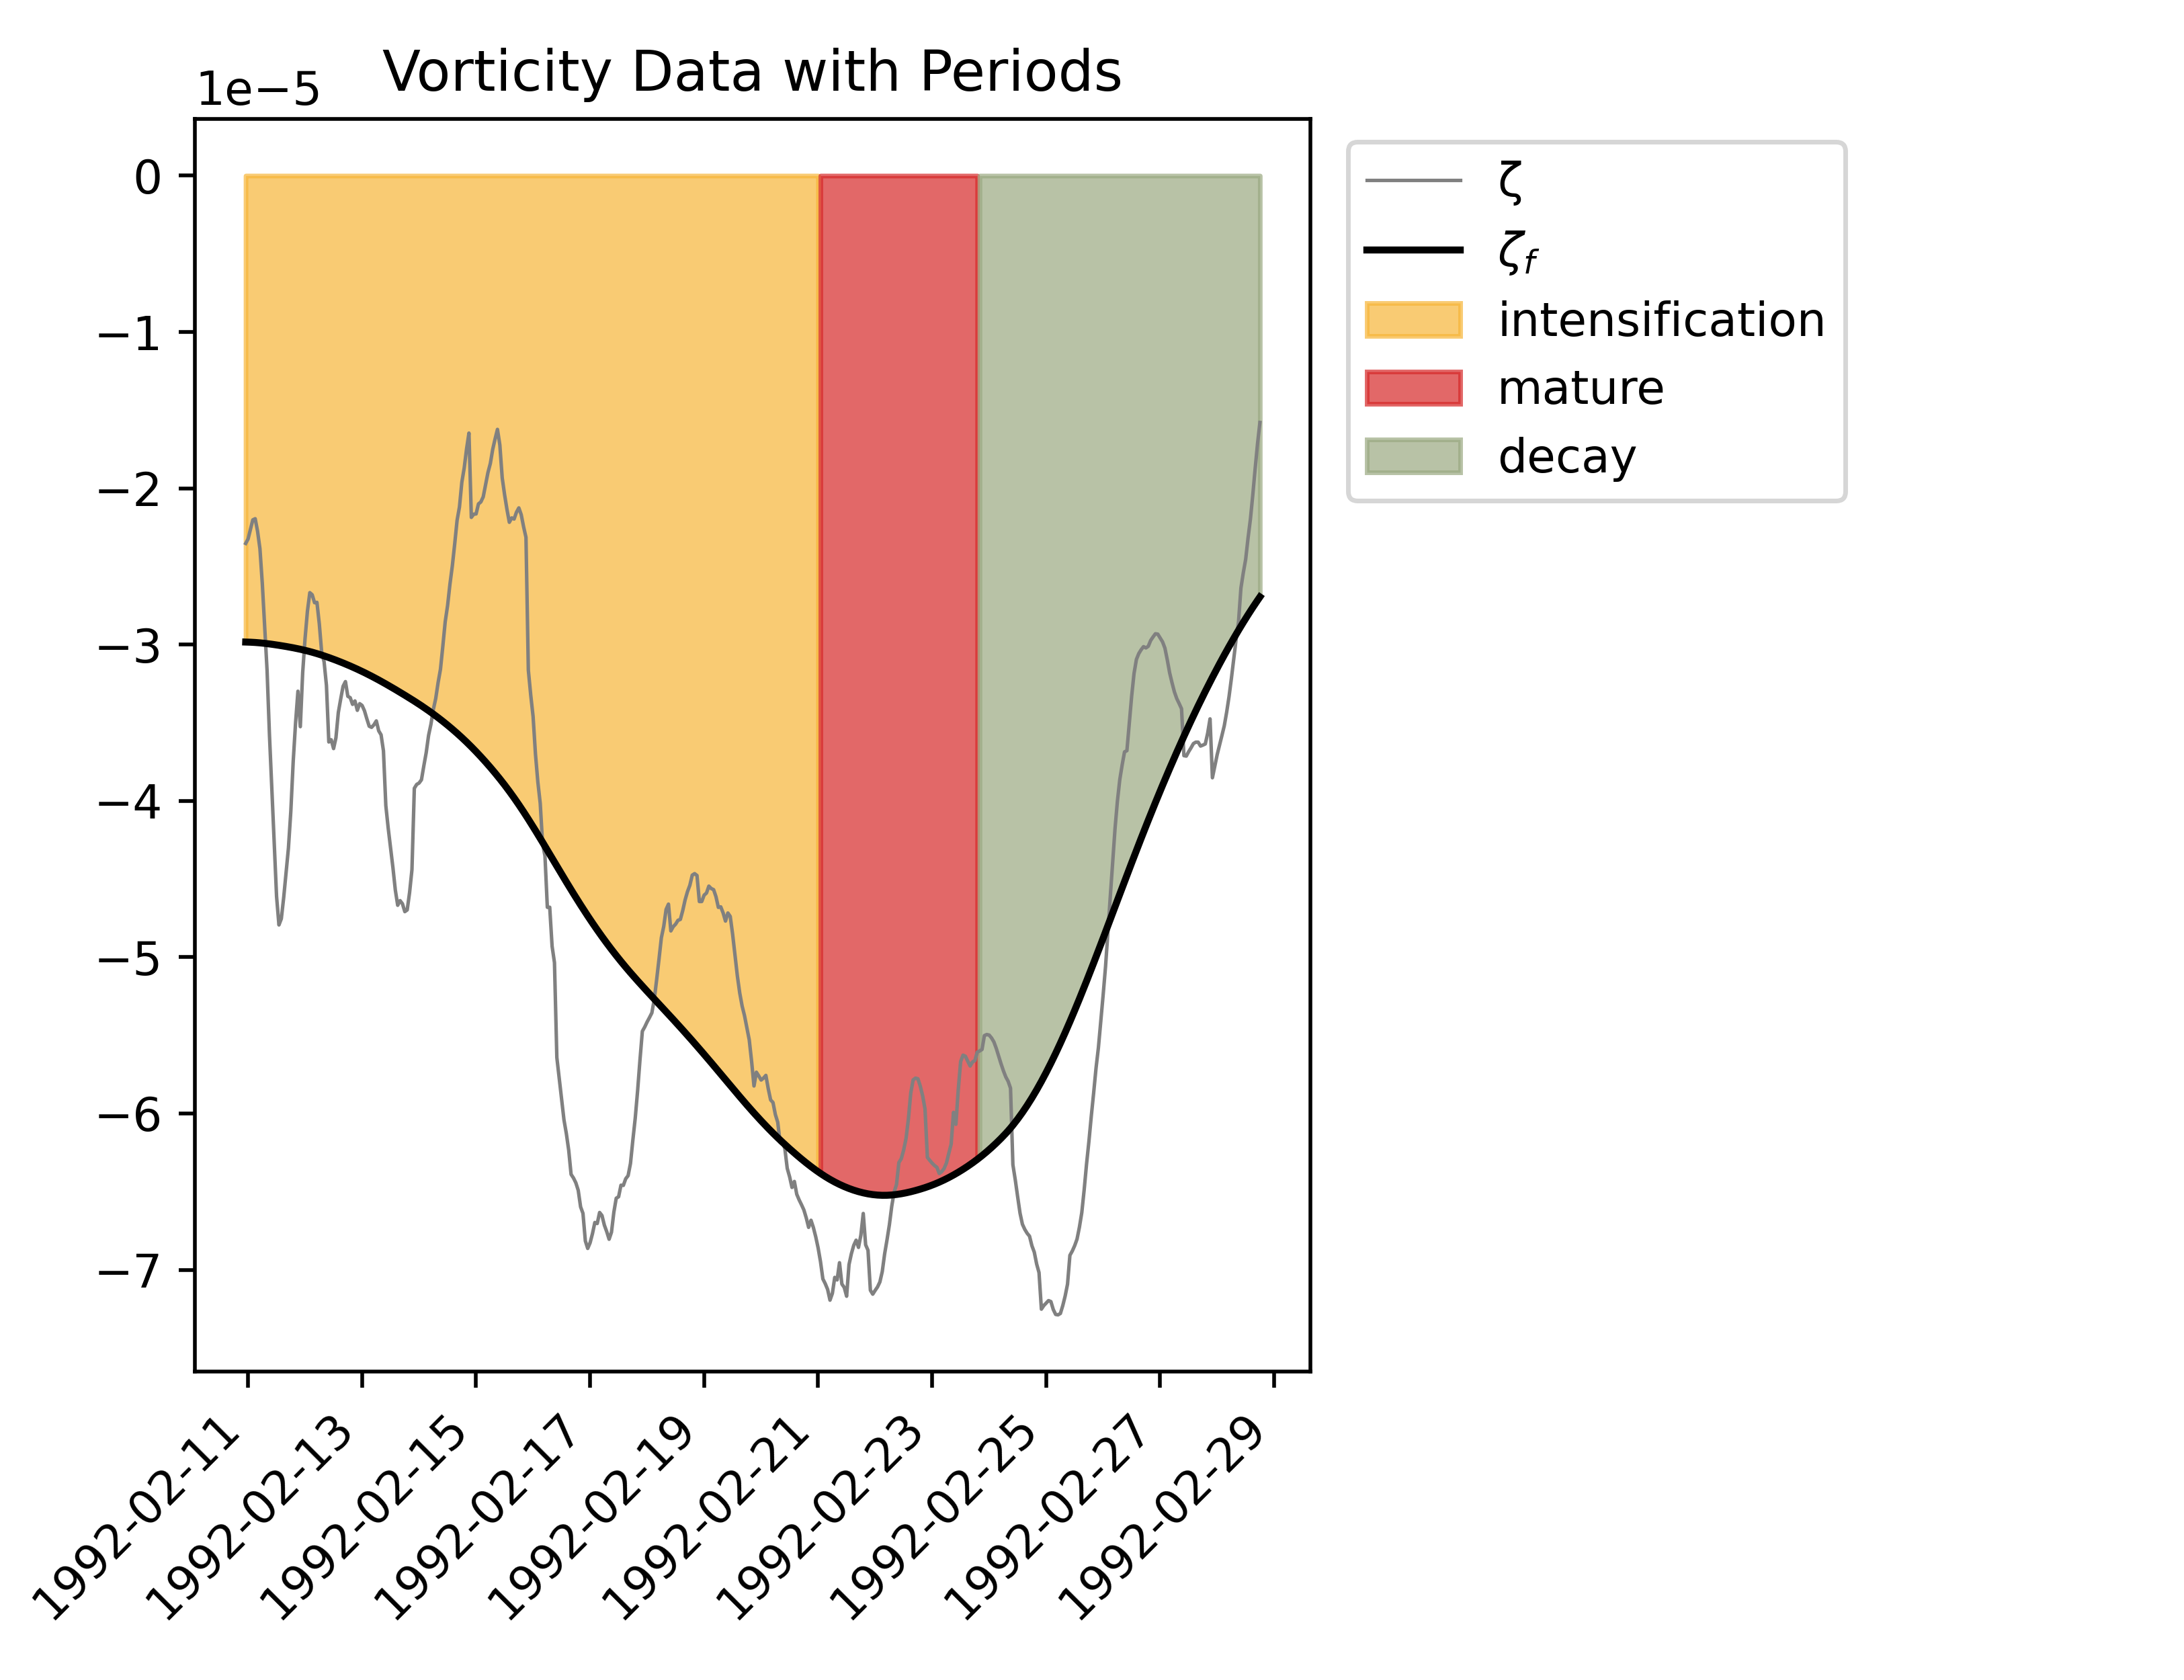 Vorticity Data with Periods
1e−5
0
−1
−2
−3
−4
−5
−6
−7
1992-02-11
1992-02-13
1992-02-15
1992-02-17
1992-02-19
1992-02-21
1992-02-23
1992-02-25
1992-02-27
1992-02-29
ζ
ζf
intensification
mature
decay